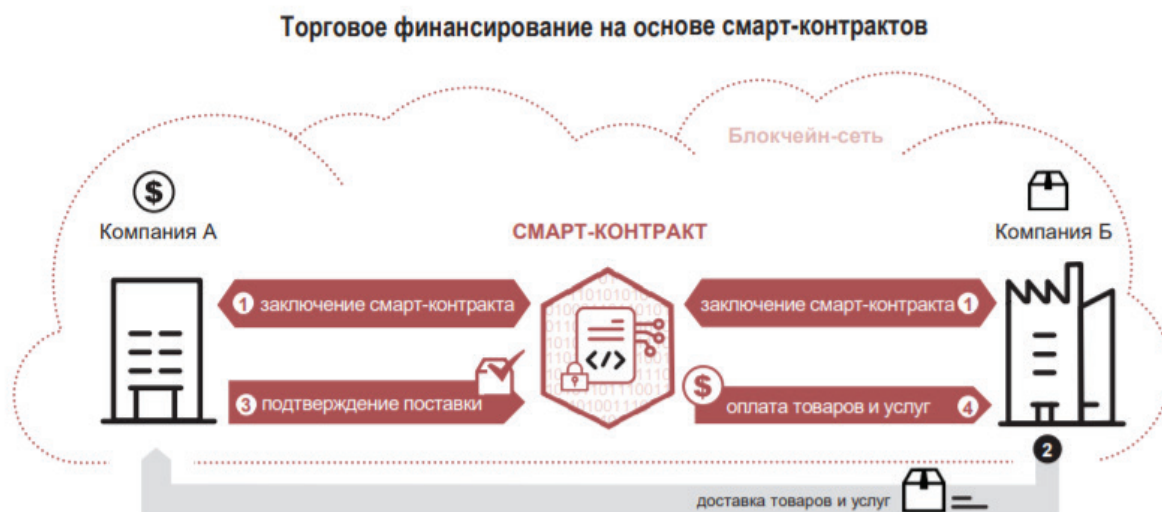 Торговое финансирование на основе смарт-контрактов
Блокчейн-сеть
$
Компания А
СМАРТ-КОНТРАКТ
Компания Б
1 заключение смарт-контракта
заключение смарт-контракта 1
</>
3 подтверждение поставки
$
оплата товаров и услуг 4
2
доставка товаров и услуг